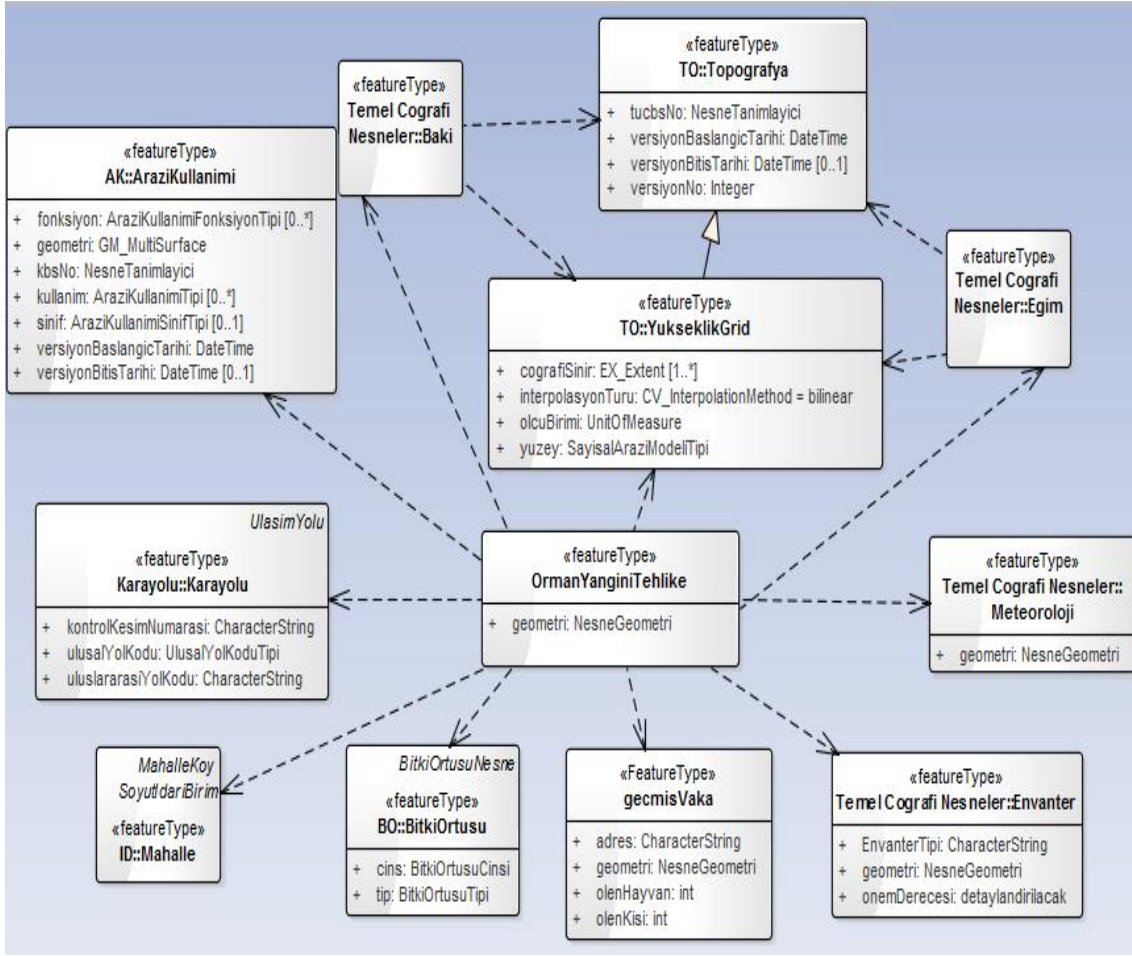 «featureType»
TO::Topografya
+ tucbsNo: NesneTanimlayici
+ versiyonBaslangicTarihi: DateTime
+ versiyonBitisTarihi: DateTime [0..1]
+ versiyonNo: Integer
«featureType»
Temel Cografi
Nesneler::Baki
«featureType»
AK::AraziKullanimi
+ fonksiyon: AraziKullanimiFonksiyonTipi [0..*]
+ geometri: GM_MultiSurface
+ kbsNo: NesneTanimlayici
+ kullanim: AraziKullanimiTipi [0..*]
+ sinif: AraziKullanimiSinifTipi [0..1]
+ versiyonBaslangicTarihi: DateTime
+ versiyonBitisTarihi: DateTime [0..1]
«featureType»
Temel Cografi
Nesneler::Egim
«featureType»
TO::YukseklikGrid
+ cografiSinir: EX_Extent [1..*]
+ interpolasyonTuru: CV_InterpolationMethod = bilinear
+ olcuBirimi: UnitOfMeasure
+ yuzey: SayisalAraziModeliTipi
UlasimYolu
«featureType»
Karayolu::Karayolu
+ kontrolKesimNumarasi: CharacterString
+ ulusalYolKodu: UlusalYolKoduTipi
+ uluslararasiYolKodu: CharacterString
«featureType»
OrmanYanginiTehlike
+ geometri: NesneGeometri
«featureType»
Temel Cografi Nesneler::
Meteoroloji
+ geometri: NesneGeometri
MahalleKoy
SoyutIdariBirim
«featureType»
ID::Mahalle
BitkiOrtusuNesne
«featureType»
BO::BitkiOrtusu
+ cins: BitkiOrtusuCinsi
+ tip: BitkiOrtusuTipi
«FeatureType»
gecmisVaka
+ adres: CharacterString
+ geometri: NesneGeometri
+ olenHayvan: int
+ olenKisi: int
«featureType»
Temel Cografi Nesneler::Envanter
+ EnvanterTipi: CharacterString
+ geometri: NesneGeometri
+ onemDerecesi: detaylandirilacak